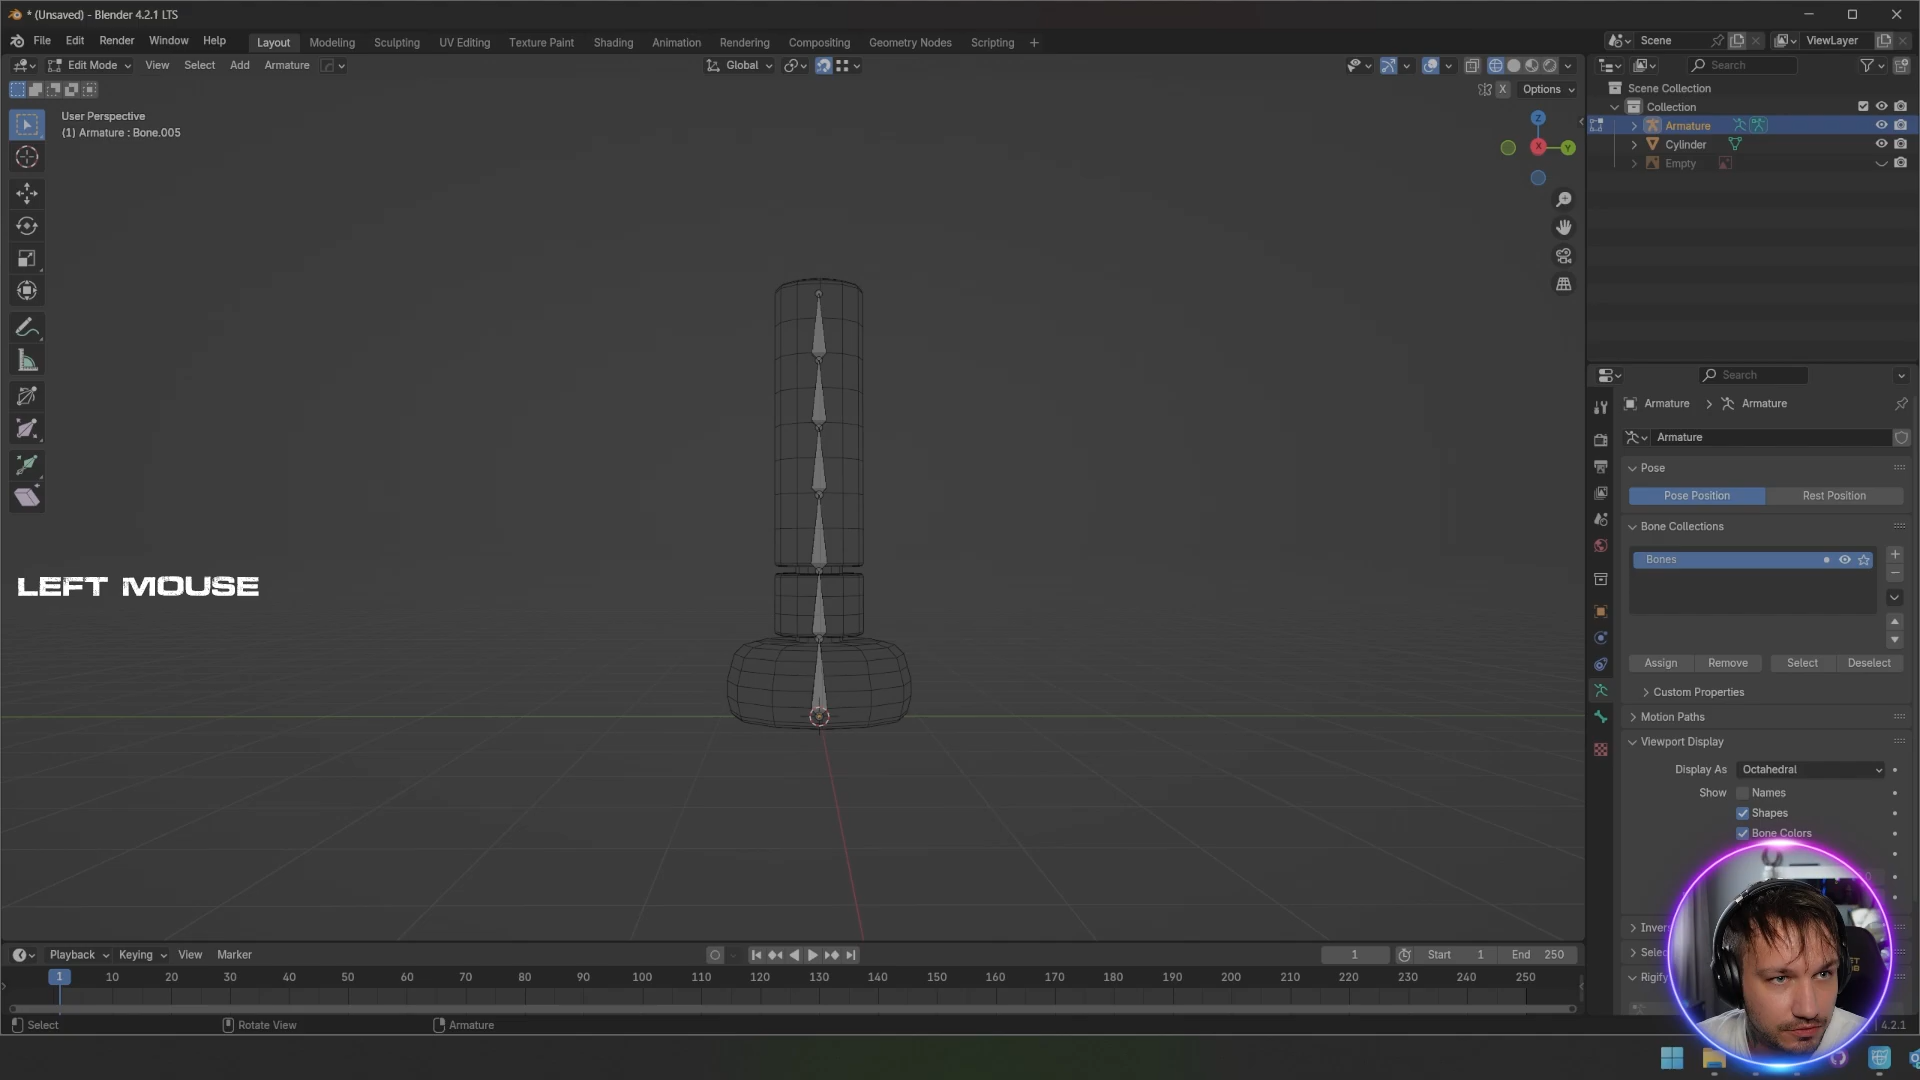 * (Unsaved) - Blender 4.2.1 LTS
File Edit Render Window Help Layout Modeling Sculpting UV Editing Texture Paint Shading Animation Rendering Compositing Geometry Nodes Scripting + Scene ViewLayer
Edit Mode View Select Add Armature Global Search
X Options
Scene Collection
Collection
Armature
Cylinder
Empty
User Perspective
(1) Armature : Bone.005
Z
X Y
Search
Armature > Armature
Armature
Pose
Pose Position Rest Position
Bone Collections
Bones
LEFT MOUSE
Assign Remove Select Deselect
Custom Properties
Motion Paths
Viewport Display
Display As Octahedral
Show Names
Shapes
Bone Colors
Rigify
Playback Keying View Marker 1 Start 1 End 250
1 10 20 30 40 50 60 70 80 90 100 110 120 130 140 150 160 170 180 190 200 210 220 230 240 250
Select Rotate View Armature 4.2.1